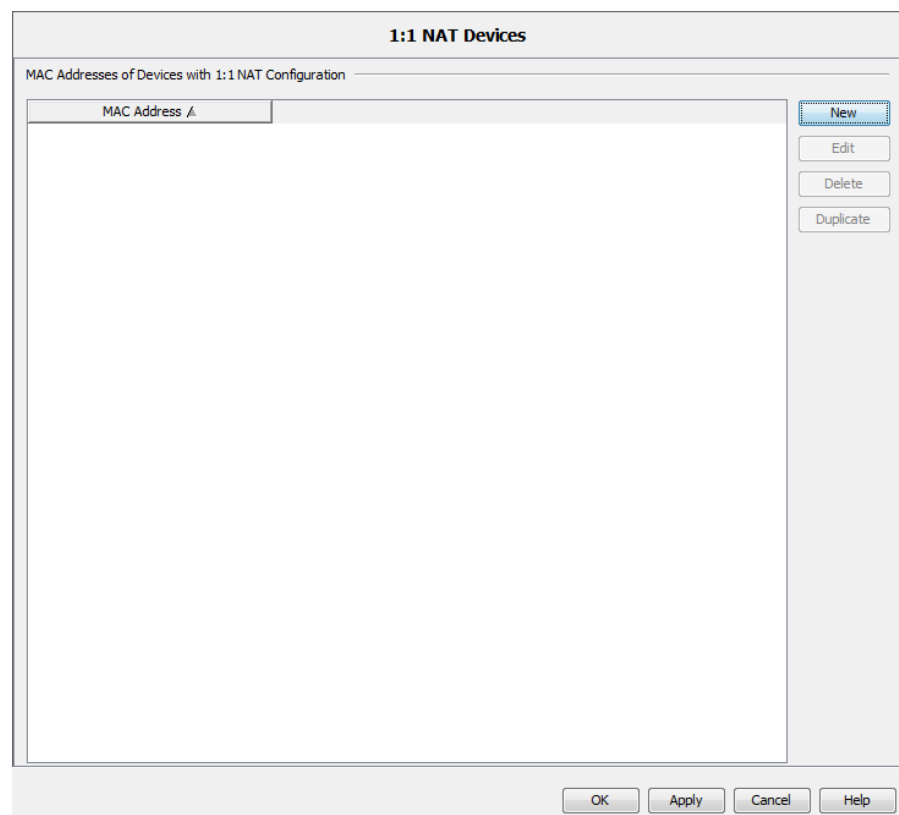 1:1 NAT Devices
MAC Addresses of Devices with 1:1 NAT Configuration
MAC Address
New
Edit
Delete
Duplicate
OK
Apply
Cancel
Help